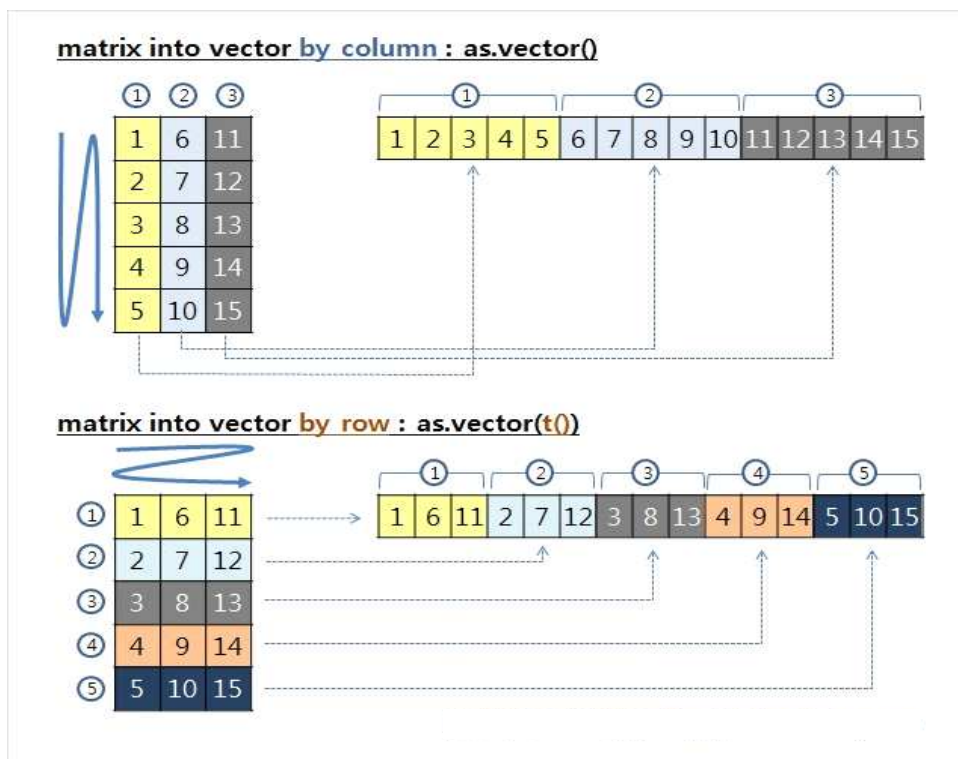 matrix into vector by column : as.vector()
① ② ③
① ② ③
1 6 11
2 7 12
3 8 13
4 9 14
5 10 15
1 2 3 4 5 6 7 8 9 10 11 12 13 14 15
matrix into vector by row : as.vector(t())
① ② ③ ④ ⑤
① 1 6 11
② 2 7 12
③ 3 8 13
④ 4 9 14
⑤ 5 10 15
1 6 11 2 7 12 3 8 13 4 9 14 5 10 15